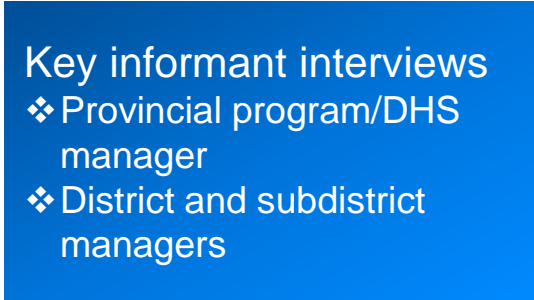 Key informant interviews
❖Provincial program/DHS
manager
❖District and subdistrict
managers